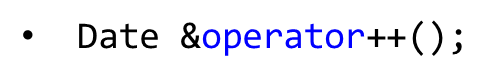 • Date &operator++();